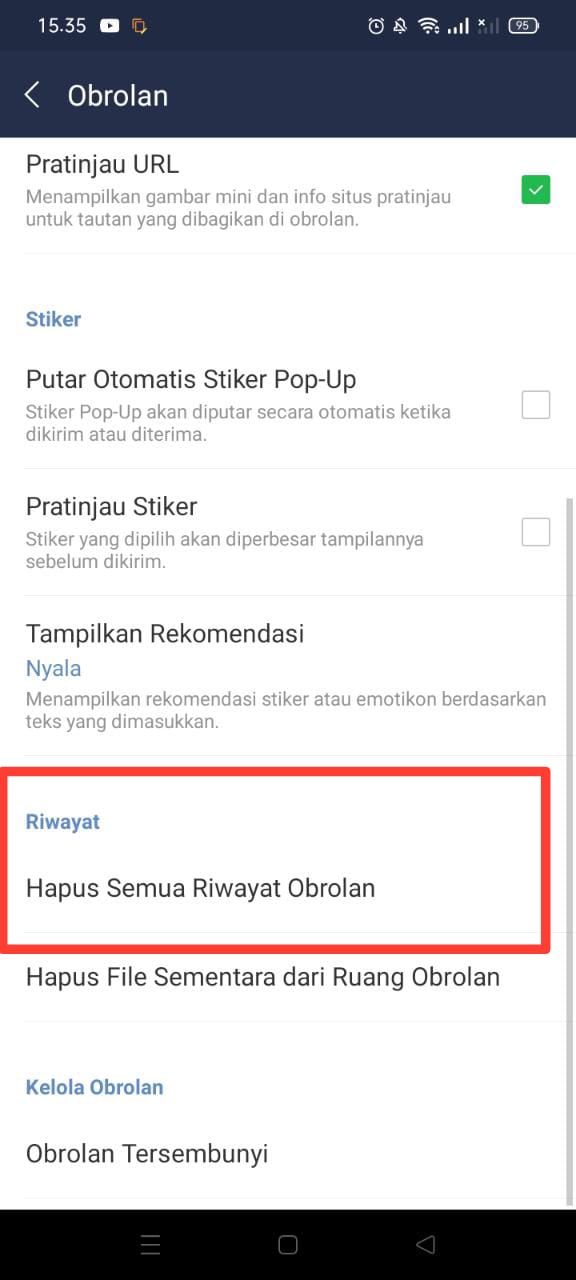 15.35
95
Obrolan
Pratinjau URL
Menampilkan gambar mini dan info situs pratinjau
untuk tautan yang dibagikan di obrolan.
Stiker
Putar Otomatis Stiker Pop-Up
Stiker Pop-Up akan diputar secara otomatis ketika
dikirim atau diterima.
Pratinjau Stiker
Stiker yang dipilih akan diperbesar tampilannya
sebelum dikirim.
Tampilkan Rekomendasi
Nyala
Menampilkan rekomendasi stiker atau emotikon berdasarkan
teks yang dimasukkan.
Riwayat
Hapus Semua Riwayat Obrolan
Hapus File Sementara dari Ruang Obrolan
Kelola Obrolan
Obrolan Tersembunyi